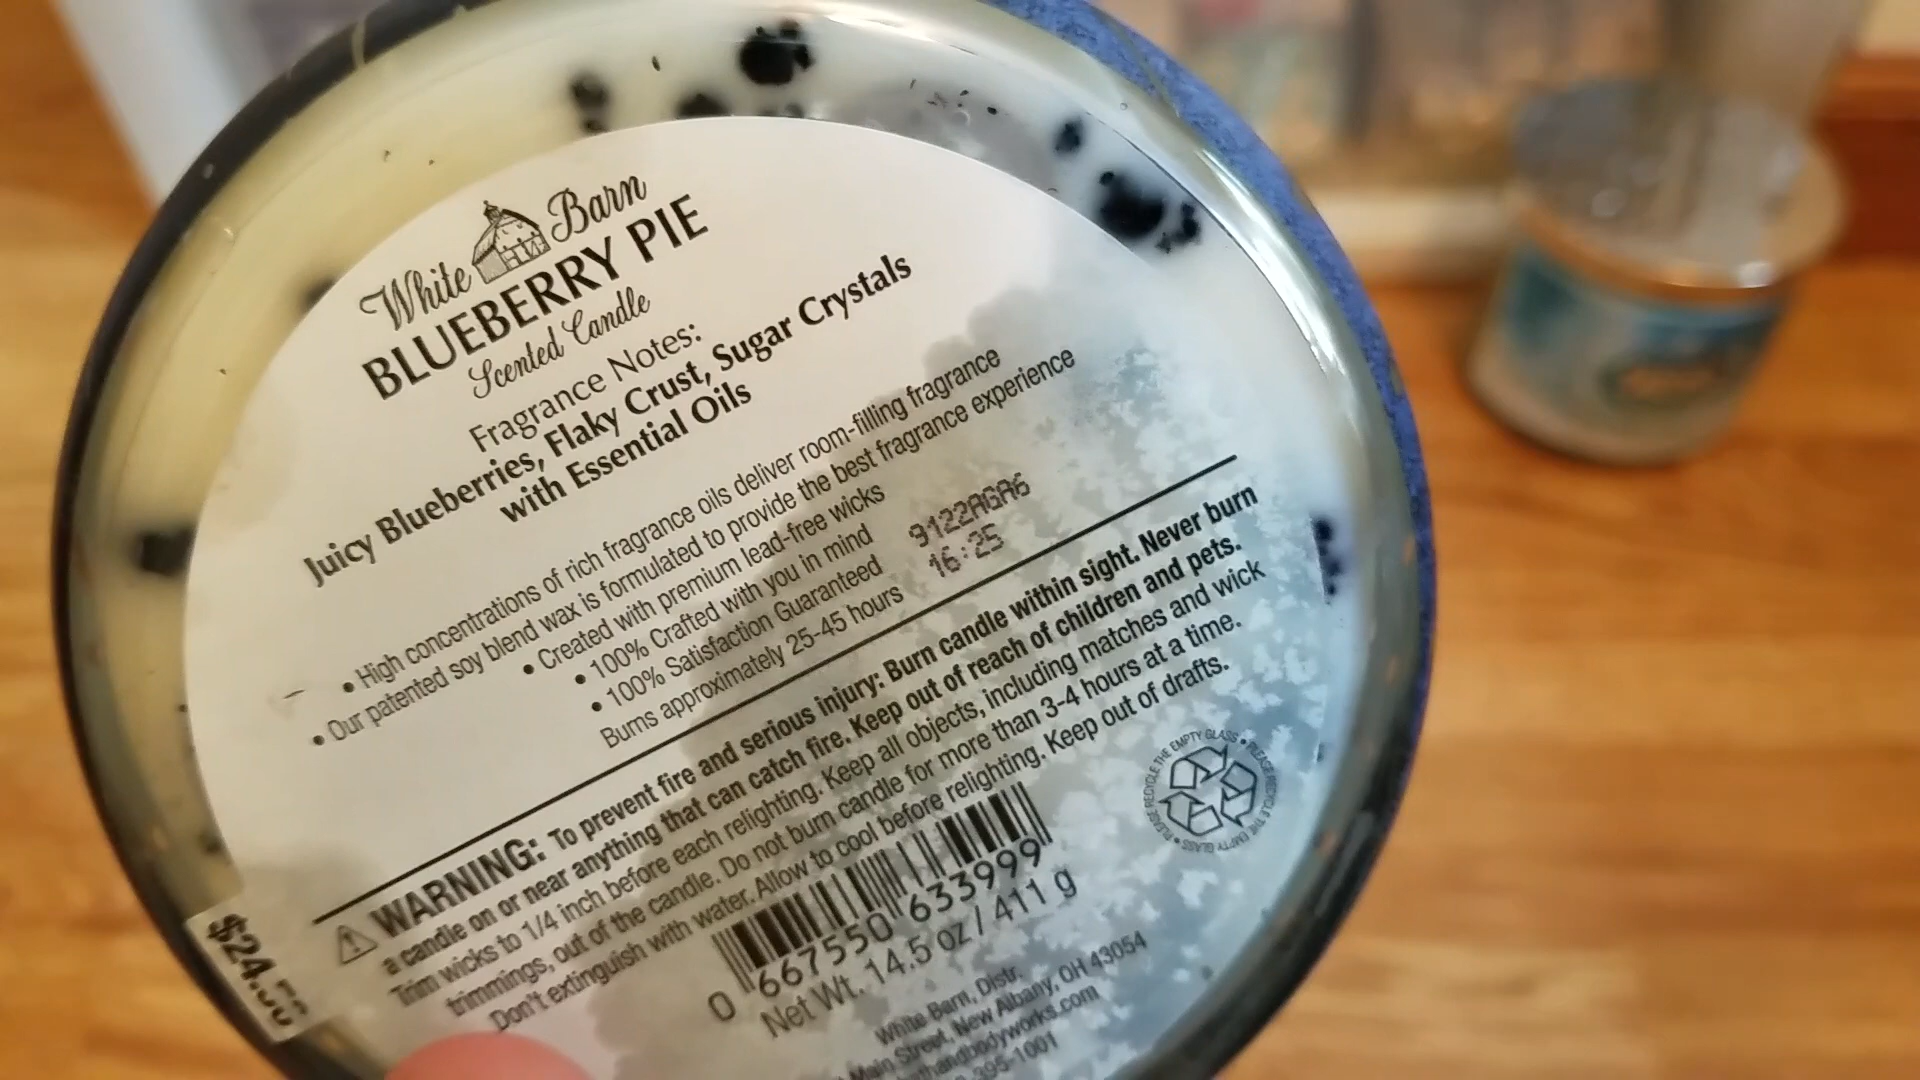 White Barn
BLUEBERRY PIE
Scented Candle
Fragrance Notes:
Juicy Blueberries, Flaky Crust, Sugar Crystals
with Essential Oils
• High concentrations of rich fragrance oils deliver room-filling fragrance
• Our patented soy blend wax is formulated to provide the best fragrance experience
• Created with premium lead-free wicks
• 100% Crafted with you in mind
• 100% Satisfaction Guaranteed
Burns approximately 25-45 hours
9122AGA6
16:25
WARNING: To prevent fire and serious injury: Burn candle within sight. Never burn
a candle on or near anything that can catch fire. Keep out of reach of children and pets.
Trim wicks to 1/4 inch before each relighting. Keep all objects, including matches and wick
trimmings, out of the candle. Do not burn candle for more than 3-4 hours at a time.
Don't extinguish with water. Allow to cool before relighting. Keep out of drafts.
• PLEASE RECYCLE THE EMPTY GLASS • PLEASE RECYCLE THE EMPTY GLASS
0 667550 633999
Net Wt. 14.5 oz / 411 g
White Barn, Distr.
Main Street, New Albany, OH 43054
395-1001